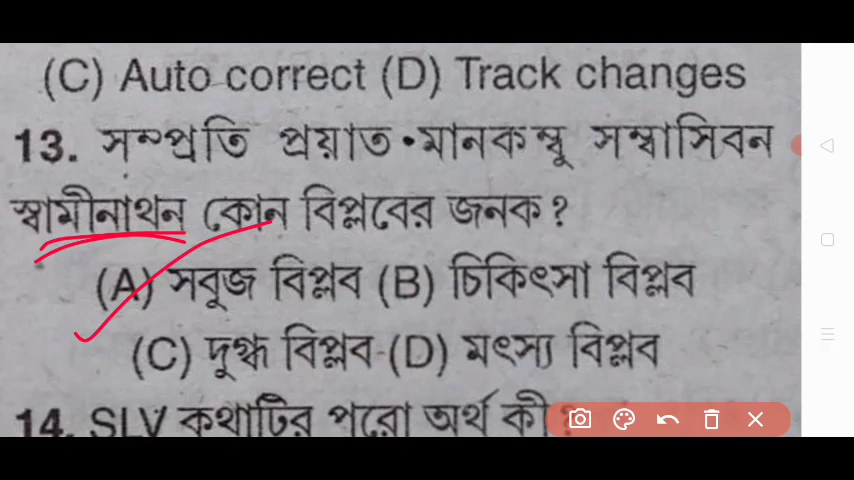 (C) Auto correct (D) Track changes
13. সম্প্রতি প্রয়াত মানকম্বু সম্বাসিবন
স্বামীনাথন কোন বিপ্লবের জনক?
(A) সবুজ বিপ্লব (B) চিকিৎসা বিপ্লব
(C) দুগ্ধ বিপ্লব (D) মৎস্য বিপ্লব
14. SLV কথাটির পুরো অর্থ কী?